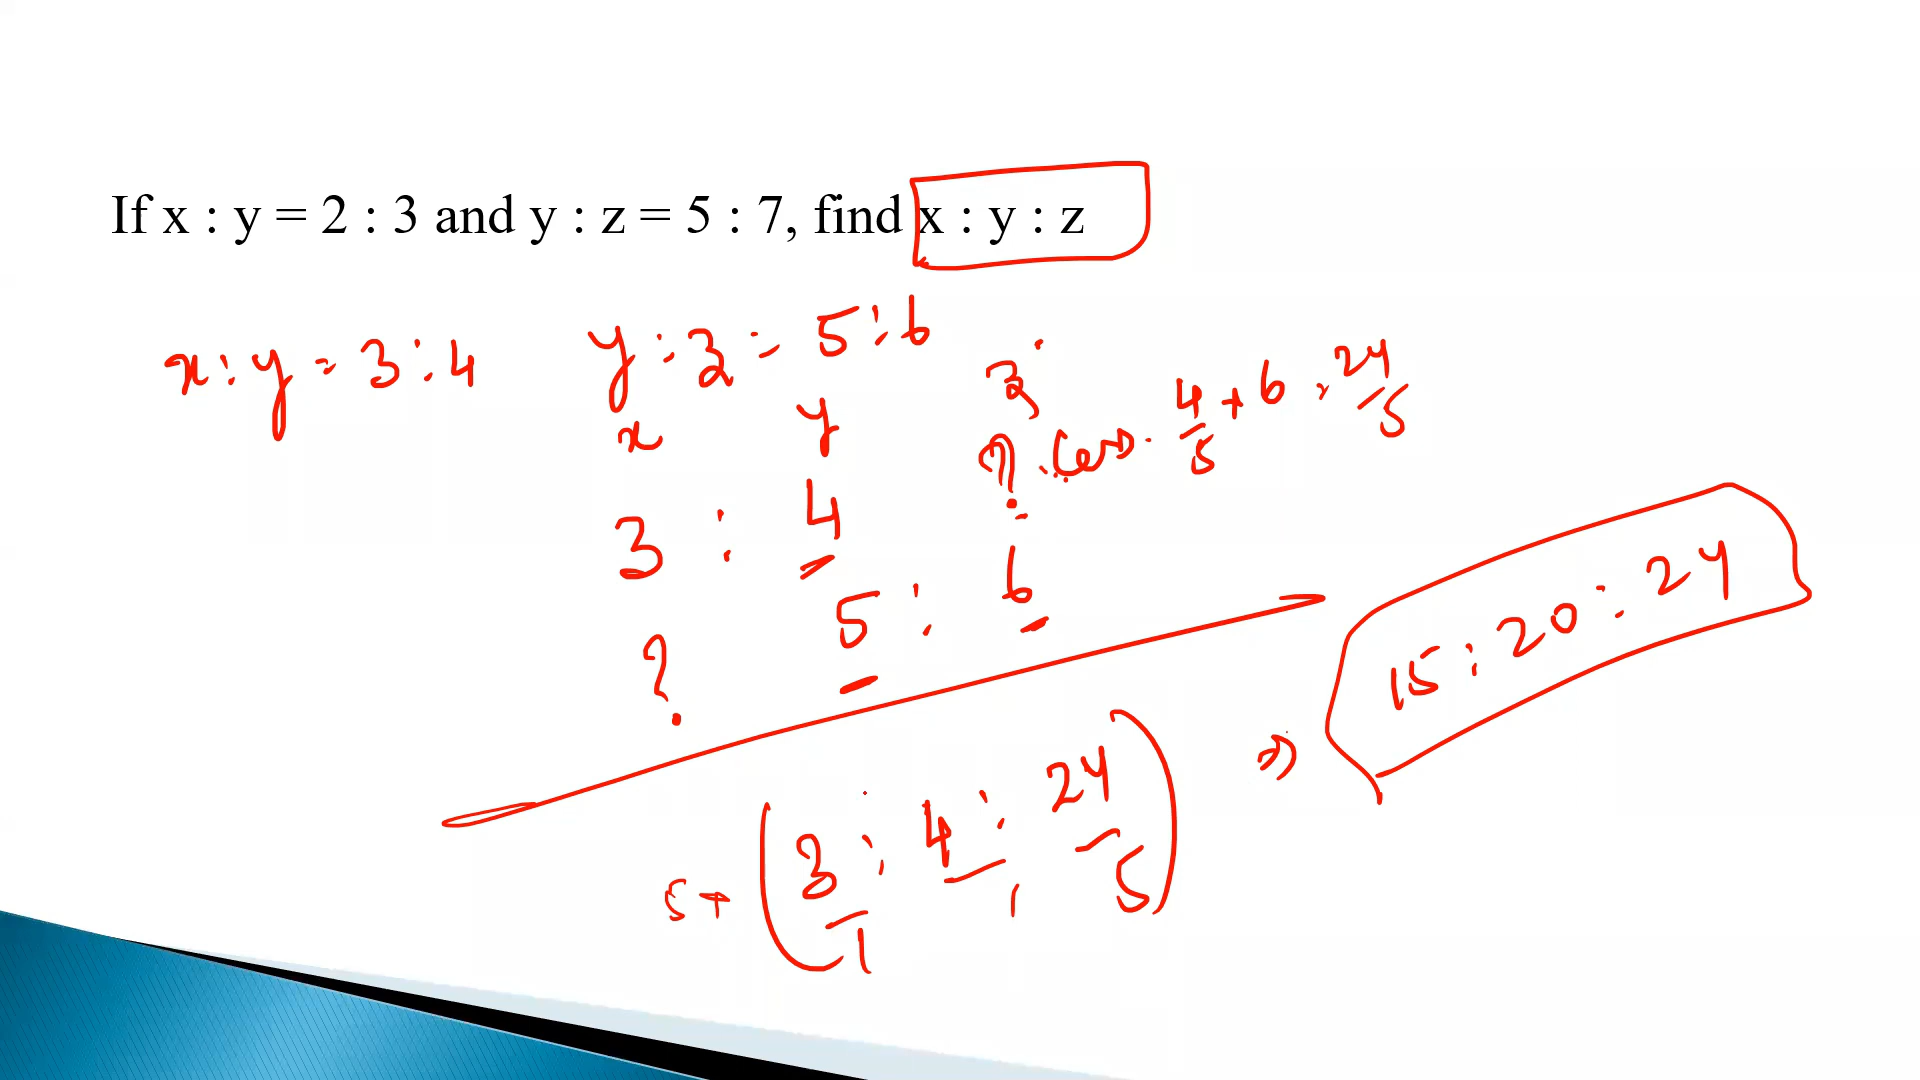 If x : y = 2 : 3 and y : z = 5 : 7, find x : y : z
x : y = 3 : 4
y : z = 5 : 6
x y z
? 4/5 + 6 = 24/5
3 : 4
5 : 6
?
15 : 20 : 24
5 + ( 3/1 : 4/1 : 24/5 ) ⇒